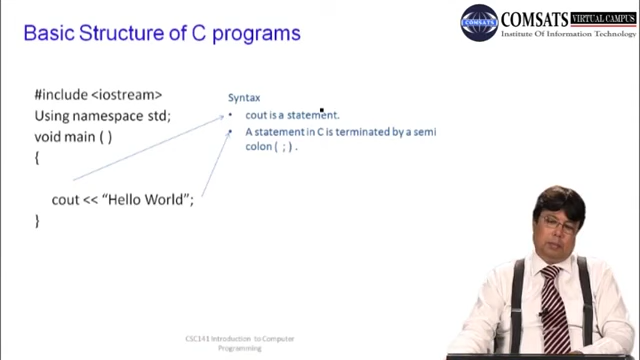 Basic Structure of C programs
COMSATS VIRTUAL CAMPUS
Institute Of Information Technology
COMSATS
#include <iostream>
Using namespace std;
void main ( )
{
cout << “Hello World”;
}
Syntax
• cout is a statement.
• A statement in C is terminated by a semi
colon ( ; ) .
CSC141 Introduction to Computer
Programming